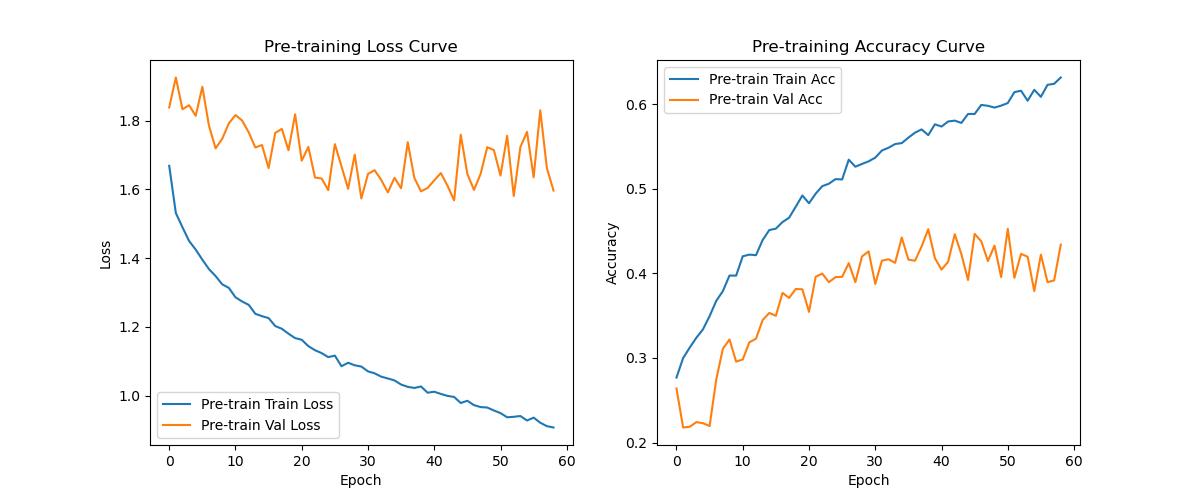 Pre-training Loss Curve
1.8
1.6
1.4
1.2
1.0
Loss
Pre-train Train Loss
Pre-train Val Loss
0 10 20 30 40 50 60
Epoch
Pre-training Accuracy Curve
Pre-train Train Acc
Pre-train Val Acc
0.6
0.5
0.4
0.3
0.2
Accuracy
0 10 20 30 40 50 60
Epoch